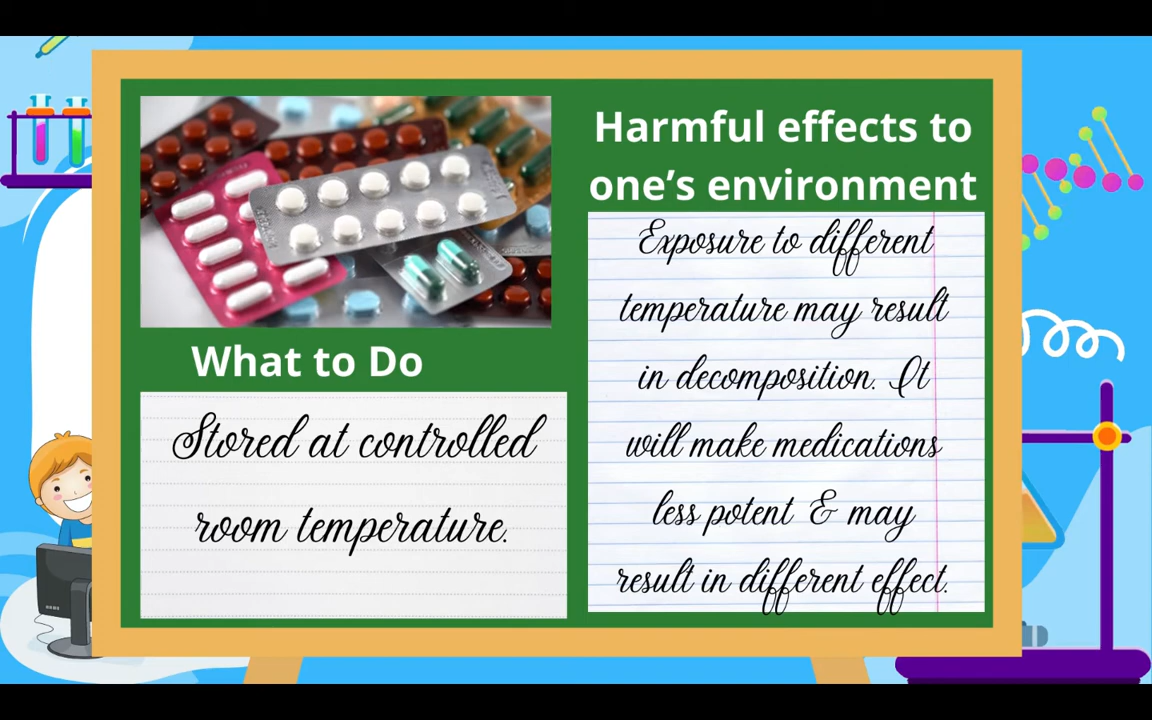 What to Do
Stored at controlled
room temperature.
Harmful effects to
one's environment
Exposure to different
temperature may result
in decomposition. It
will make medications
less potent & may
result in different effect.